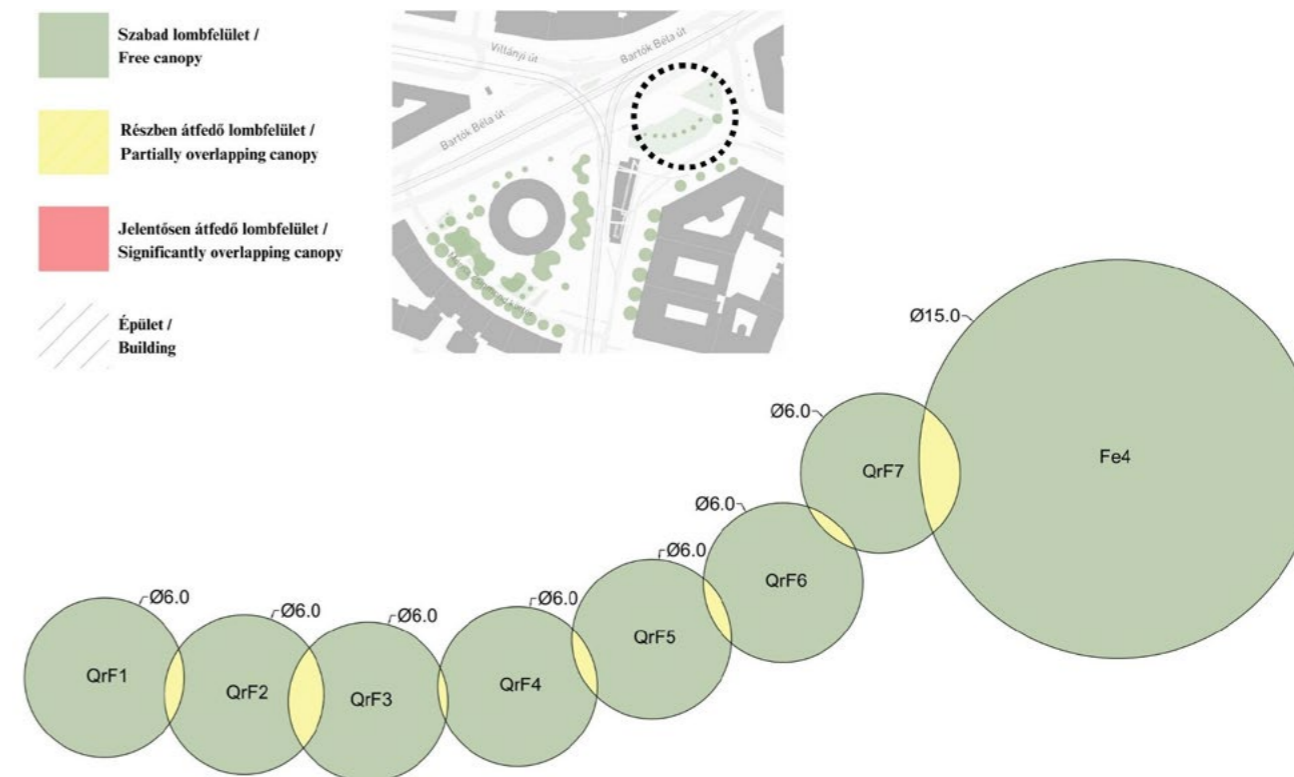 Szabad lombfelület /
Free canopy
Részben átfedő lombfelület /
Partially overlapping canopy
Jelentősen átfedő lombfelület /
Significantly overlapping canopy
Épület /
Building
Villányi út
Bartók Béla út
Bartók Béla út
Ø15.0
Ø6.0
QrF7
Fe4
Ø6.0
QrF6
Ø6.0
QrF5
Ø6.0
QrF4
Ø6.0
QrF3
Ø6.0
QrF2
Ø6.0
QrF1